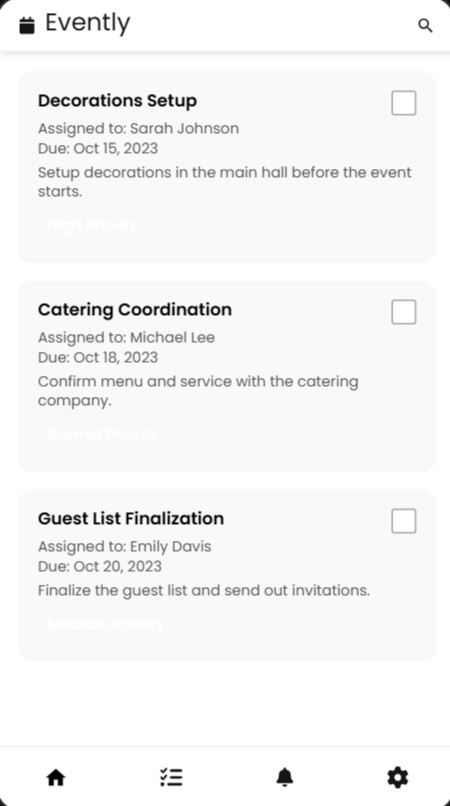 Evently
Decorations Setup
Assigned to: Sarah Johnson
Due: Oct 15, 2023
Setup decorations in the main hall before the event
starts.
High Priority
Catering Coordination
Assigned to: Michael Lee
Due: Oct 18, 2023
Confirm menu and service with the catering
company.
Normal Priority
Guest List Finalization
Assigned to: Emily Davis
Due: Oct 20, 2023
Finalize the guest list and send out invitations.
Medium Priority